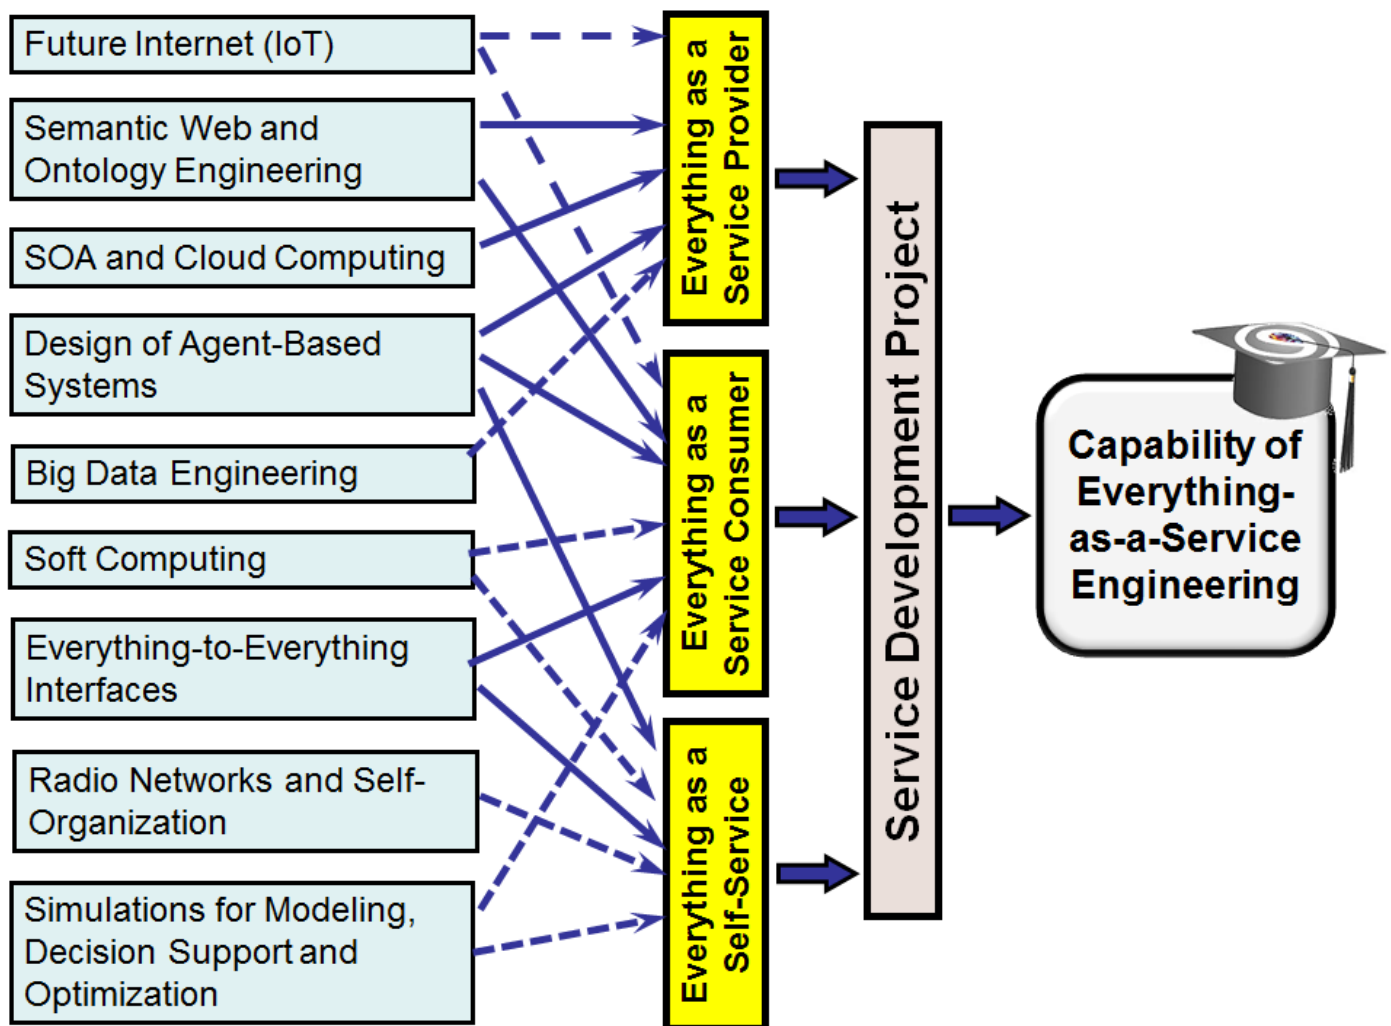 Future Internet (IoT)
Semantic Web and
Ontology Engineering
SOA and Cloud Computing
Design of Agent-Based
Systems
Big Data Engineering
Soft Computing
Everything-to-Everything
Interfaces
Radio Networks and Self-
Organization
Simulations for Modeling,
Decision Support and
Optimization
Everything as a
Service Provider
Everything as a
Service Consumer
Everything as a
Self-Service
Service Development Project
Capability of
Everything-
as-a-Service
Engineering